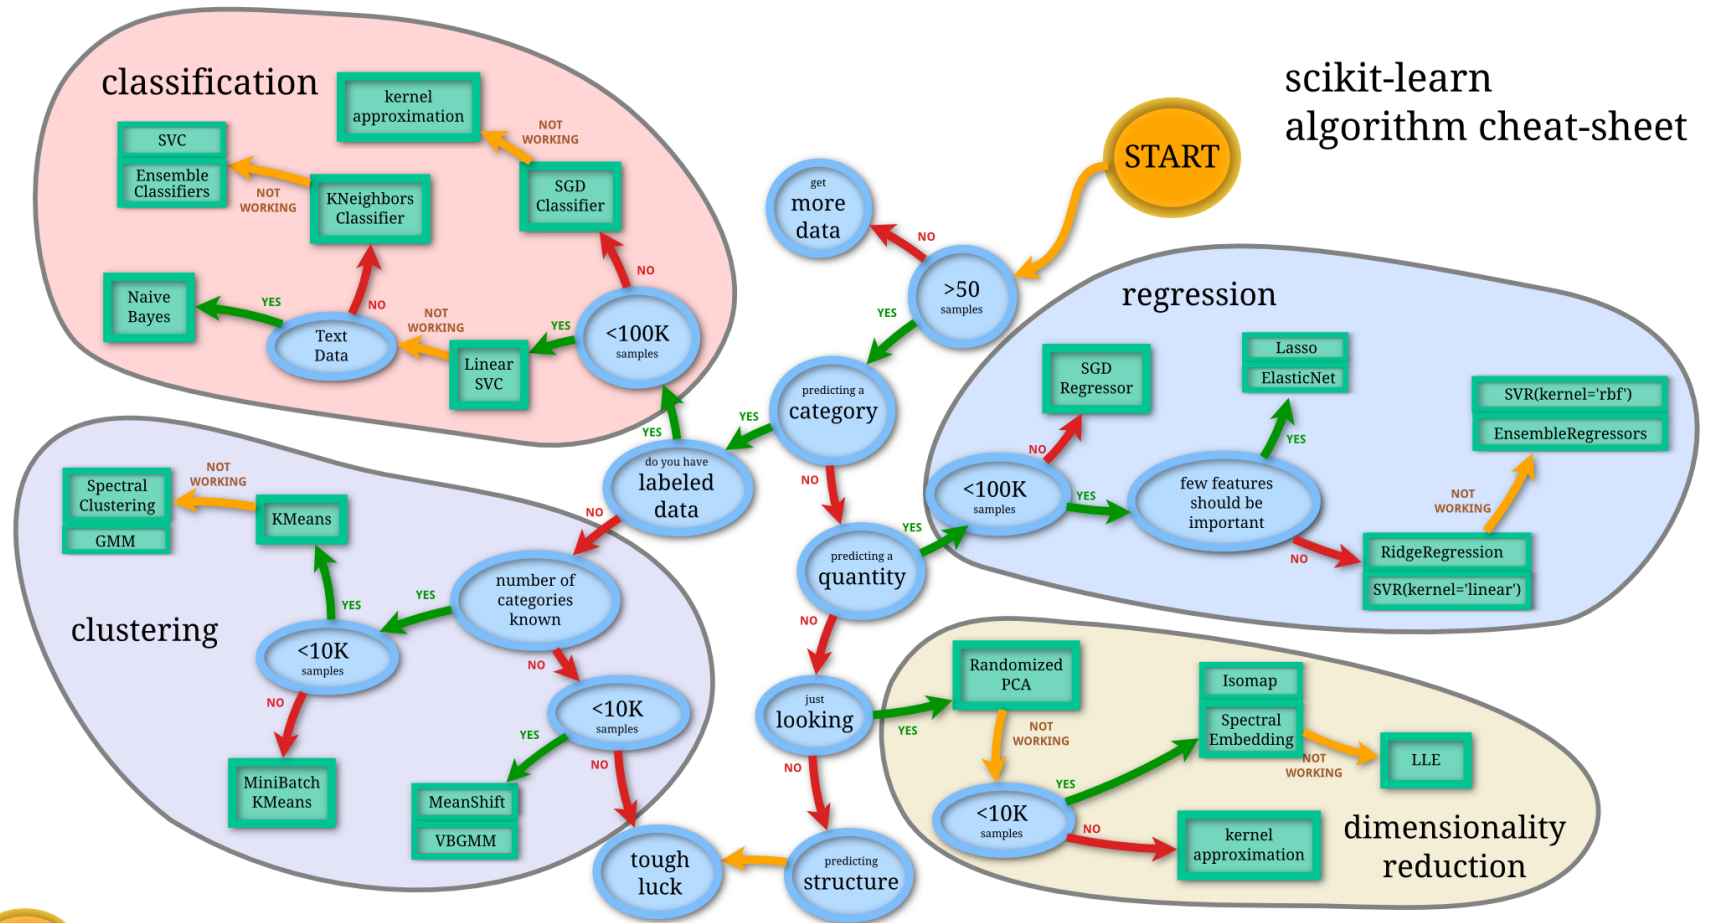 scikit-learn
algorithm cheat-sheet
START
>50
samples
NO
get
more
data
YES
predicting a
category
YES
do you have
labeled
data
YES
NO
NO
predicting a
quantity
YES
NO
just
looking
YES
NO
predicting
structure
tough
luck
classification
kernel
approximation
NOT
WORKING
SGD
Classifier
NO
<100K
samples
YES
Linear
SVC
NOT
WORKING
Text
Data
YES
Naive
Bayes
NO
KNeighbors
Classifier
NOT
WORKING
SVC
Ensemble
Classifiers
regression
<100K
samples
NO
SGD
Regressor
YES
few features
should be
important
YES
Lasso
ElasticNet
NO
RidgeRegression
SVR(kernel='linear')
NOT
WORKING
SVR(kernel='rbf')
EnsembleRegressors
clustering
number of
categories
known
YES
<10K
samples
YES
KMeans
NOT
WORKING
Spectral
Clustering
GMM
NO
MiniBatch
KMeans
NO
<10K
samples
YES
MeanShift
VBGMM
NO
dimensionality
reduction
Randomized
PCA
NOT
WORKING
<10K
samples
YES
Isomap
Spectral
Embedding
NOT
WORKING
LLE
NO
kernel
approximation